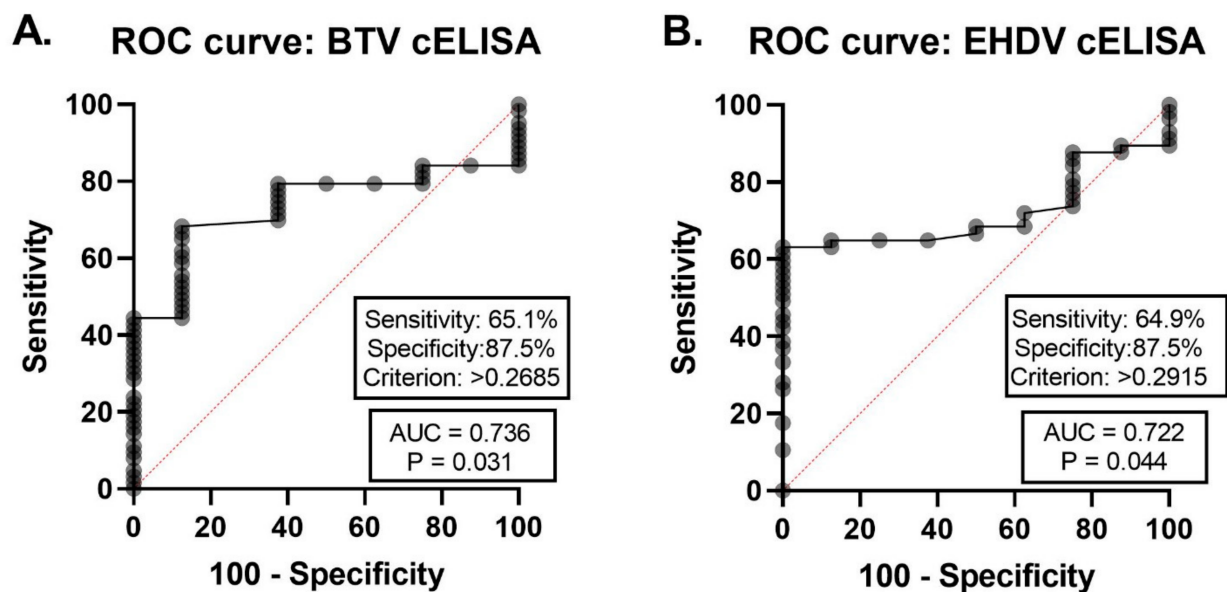 A.
ROC curve: BTV cELISA
Sensitivity
100
80
60
40
20
0
0 20 40 60 80 100
100 - Specificity
Sensitivity: 65.1%
Specificity:87.5%
Criterion: >0.2685
AUC = 0.736
P = 0.031
B.
ROC curve: EHDV cELISA
Sensitivity
100
80
60
40
20
0
0 20 40 60 80 100
100 - Specificity
Sensitivity: 64.9%
Specificity:87.5%
Criterion: >0.2915
AUC = 0.722
P = 0.044